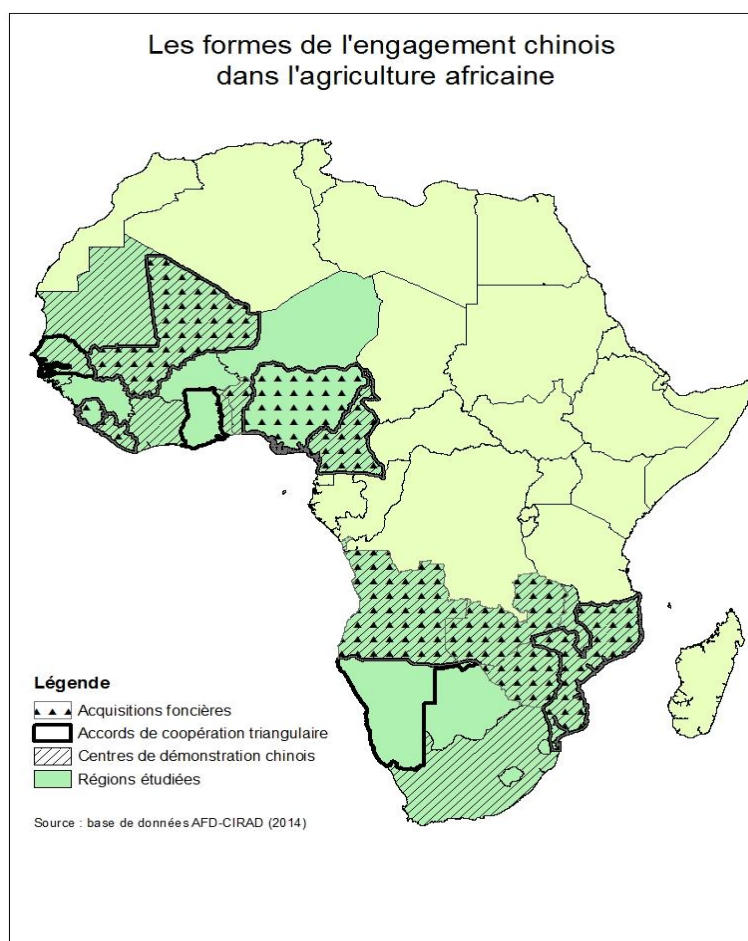 Les formes de l'engagement chinois
dans l'agriculture africaine
Légende
Acquisitions foncières
Accords de coopération triangulaire
Centres de démonstration chinois
Régions étudiées
Source : base de données AFD-CIRAD (2014)